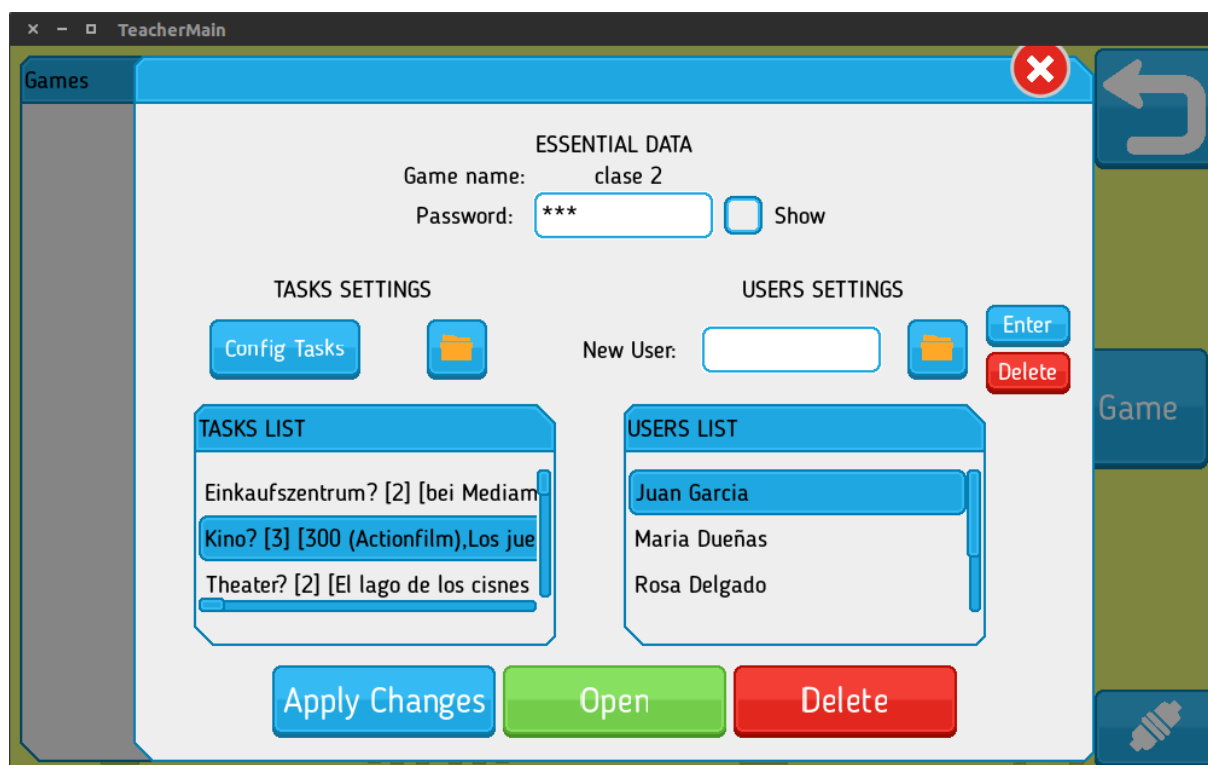 TeacherMain
Games
ESSENTIAL DATA
Game name: clase 2
Password: *** Show
TASKS SETTINGS
USERS SETTINGS
Config Tasks
New User:
Enter
Delete
Game
TASKS LIST
Einkaufszentrum? [2] [bei Mediam
Kino? [3] [300 (Actionfilm),Los jue
Theater? [2] [El lago de los cisnes
USERS LIST
Juan Garcia
Maria Dueñas
Rosa Delgado
Apply Changes
Open
Delete